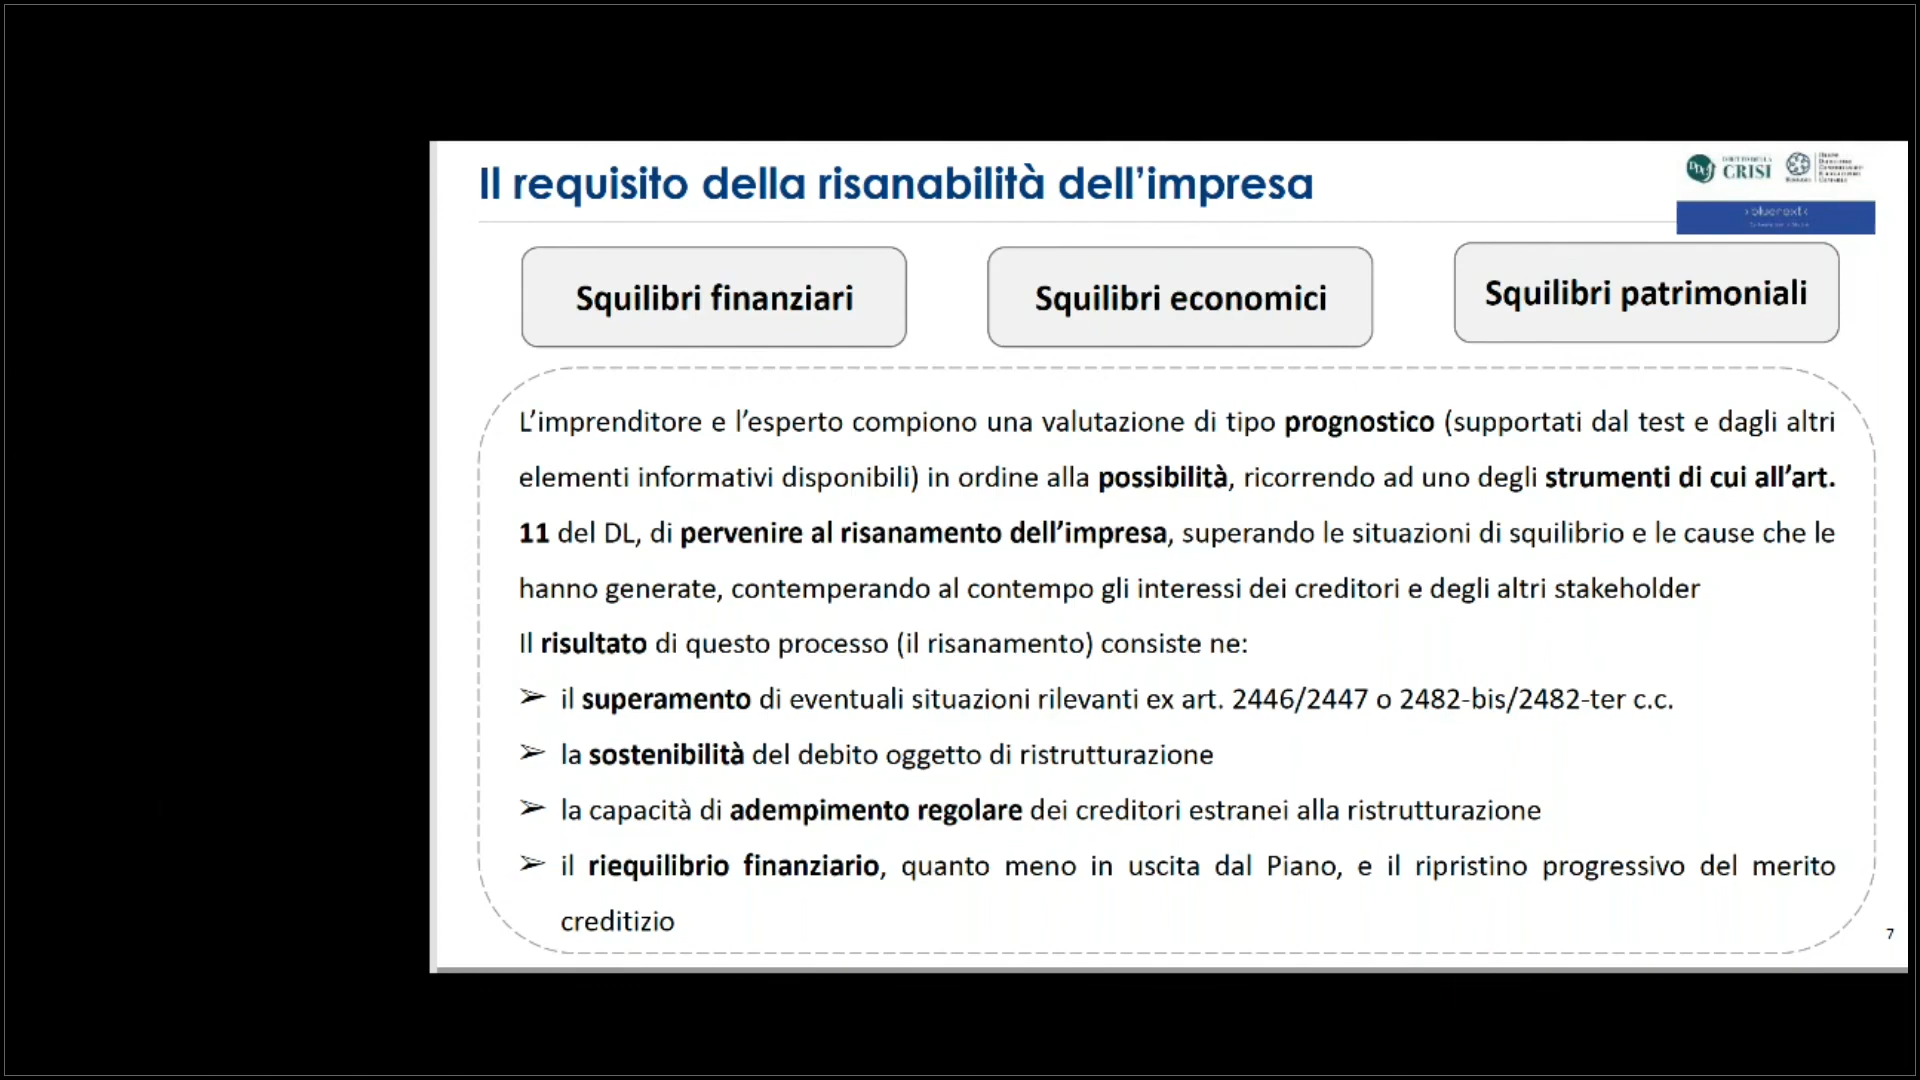 Il requisito della risanabilità dell’impresa
CRISI
Squilibri finanziari
Squilibri economici
Squilibri patrimoniali
L’imprenditore e l’esperto compiono una valutazione di tipo prognostico (supportati dal test e dagli altri
elementi informativi disponibili) in ordine alla possibilità, ricorrendo ad uno degli strumenti di cui all’art.
11 del DL, di pervenire al risanamento dell’impresa, superando le situazioni di squilibrio e le cause che le
hanno generate, contemperando al contempo gli interessi dei creditori e degli altri stakeholder
Il risultato di questo processo (il risanamento) consiste ne:
➢ il superamento di eventuali situazioni rilevanti ex art. 2446/2447 o 2482-bis/2482-ter c.c.
➢ la sostenibilità del debito oggetto di ristrutturazione
➢ la capacità di adempimento regolare dei creditori estranei alla ristrutturazione
➢ il riequilibrio finanziario, quanto meno in uscita dal Piano, e il ripristino progressivo del merito
creditizio
7